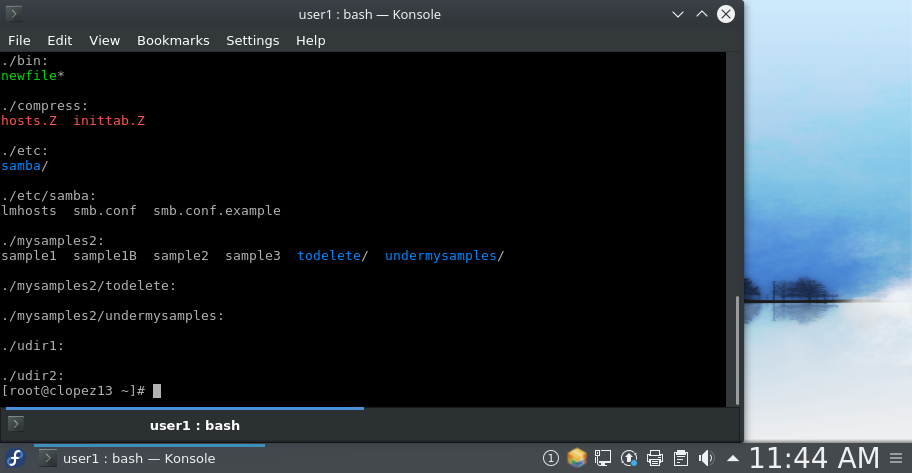 user1 : bash — Konsole
File Edit View Bookmarks Settings Help
./bin:
newfile*
./compress:
hosts.Z inittab.Z
./etc:
samba/
./etc/samba:
lmhosts smb.conf smb.conf.example
./mysamples2:
sample1 sample1B sample2 sample3 todelete/ undermysamples/
./mysamples2/todelete:
./mysamples2/undermysamples:
./udir1:
./udir2:
[root@clopez13 ~]#
user1 : bash
user1 : bash — Konsole
1
11:44 AM